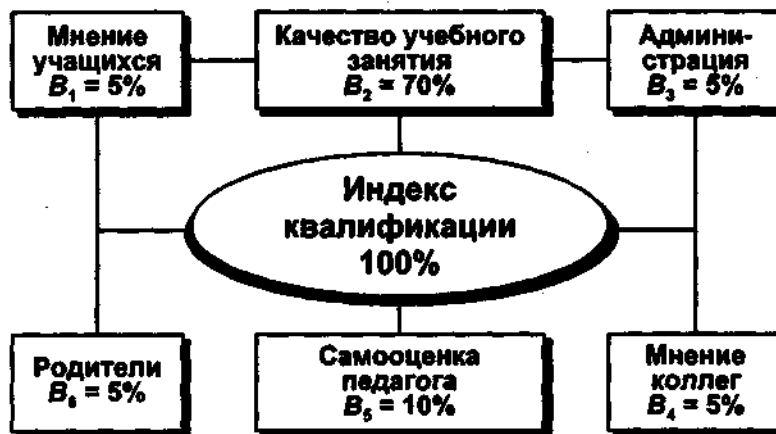 Мнение
учащихся
B₁ = 5%
Качество учебного
занятия
B₂ = 70%
Админи-
страция
B₃ = 5%
Индекс
квалификации
100%
Родители
B₆ = 5%
Самооценка
педагога
B₅ = 10%
Мнение
коллег
B₄ = 5%